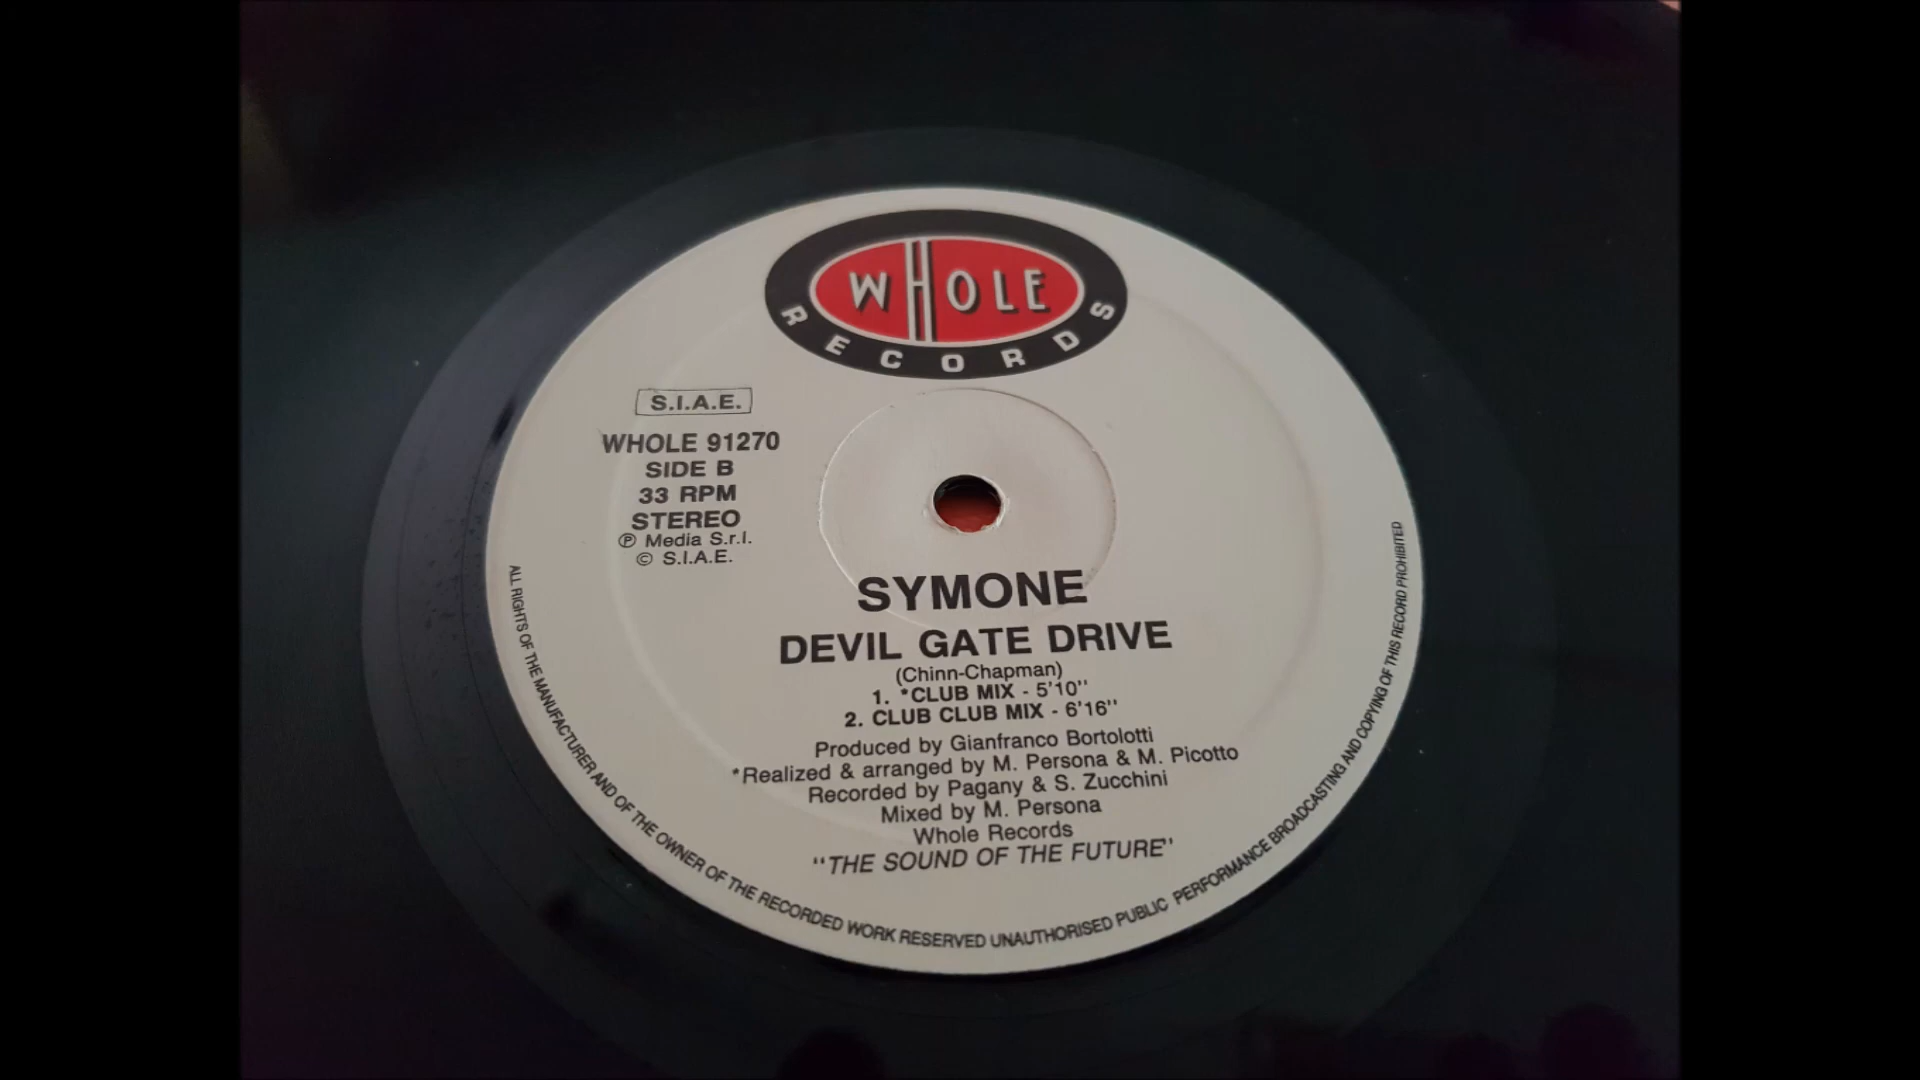 WHOLE
RECORDS
S.I.A.E.
WHOLE 91270
SIDE B
33 RPM
STEREO
℗ Media S.r.l.
© S.I.A.E.
SYMONE
DEVIL GATE DRIVE
(Chinn-Chapman)
1. *CLUB MIX - 5'10''
2. CLUB CLUB MIX - 6'16''
Produced by Gianfranco Bortolotti
*Realized & arranged by M. Persona & M. Picotto
Recorded by Pagany & S. Zucchini
Mixed by M. Persona
Whole Records
"THE SOUND OF THE FUTURE"
ALL RIGHTS OF THE MANUFACTURER AND OF THE OWNER OF THE RECORDED WORK RESERVED UNAUTHORISED PUBLIC PERFORMANCE BROADCASTING AND COPYING OF THIS RECORD PROHIBITED